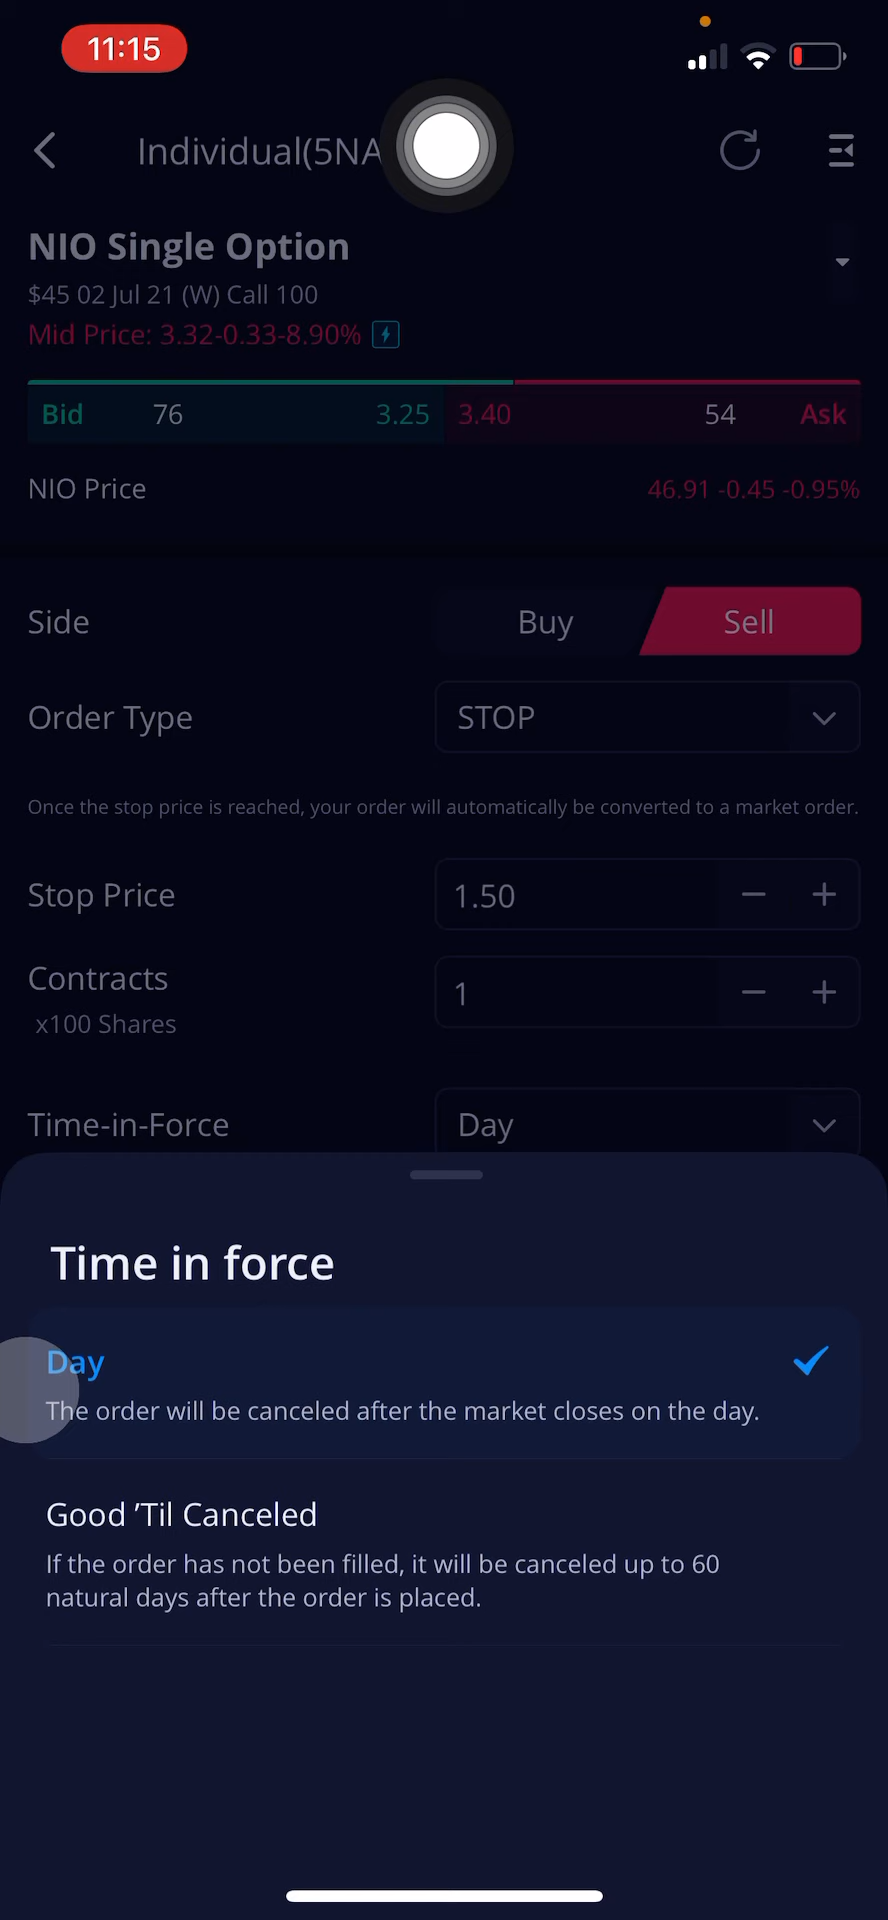 11:15
Individual(5NA
NIO Single Option
$45 02 Jul 21 (W) Call 100
Mid Price: 3.32-0.33-8.90%
Bid 76 3.25 3.40 54 Ask
NIO Price 46.91 -0.45 -0.95%
Side Buy Sell
Order Type STOP
Once the stop price is reached, your order will automatically be converted to a market order.
Stop Price 1.50 − +
Contracts 1 − +
x100 Shares
Time-in-Force Day
Time in force
Day
The order will be canceled after the market closes on the day.
Good ’Til Canceled
If the order has not been filled, it will be canceled up to 60
natural days after the order is placed.